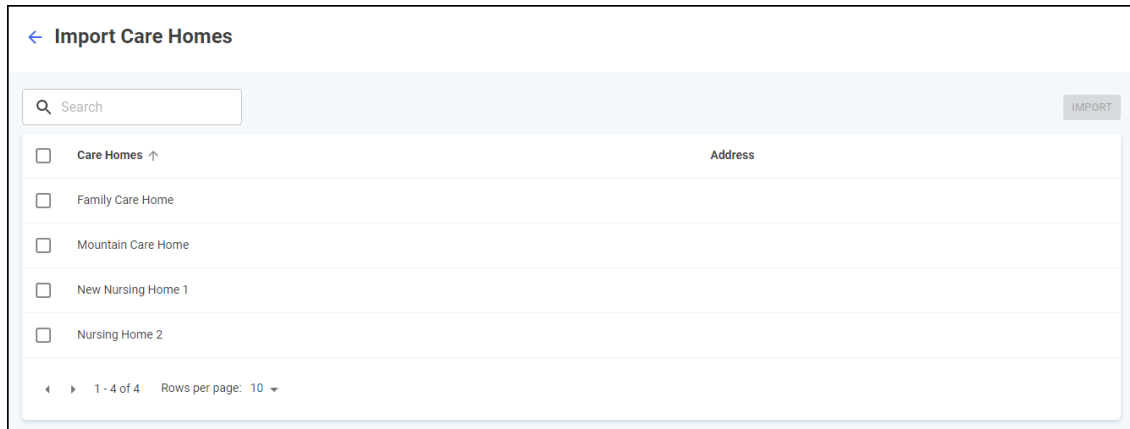 Import Care Homes
Search
IMPORT
Care Homes Address
Family Care Home
Mountain Care Home
New Nursing Home 1
Nursing Home 2
1 - 4 of 4 Rows per page: 10